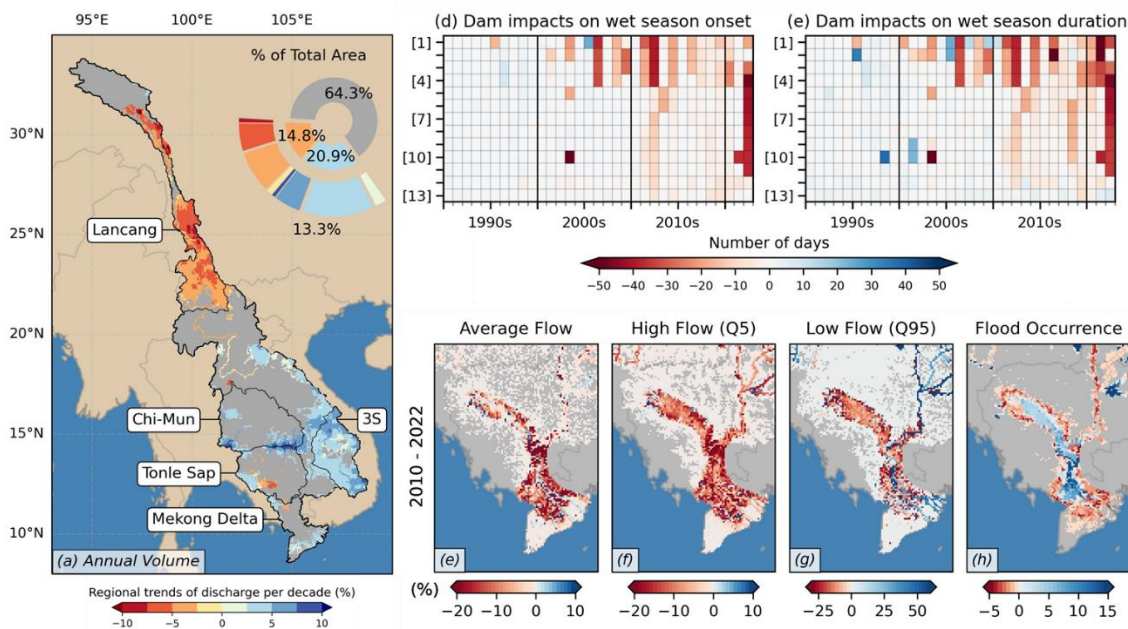 95°E 100°E 105°E
% of Total Area
64.3%
14.8%
20.9%
13.3%
30°N
25°N
20°N
15°N
10°N
Lancang
Chi-Mun
3S
Tonle Sap
Mekong Delta
(a) Annual Volume
Regional trends of discharge per decade (%)
−10 −5 0 5 10
(d) Dam impacts on wet season onset
[1]
[4]
[7]
[10]
[13]
1990s 2000s 2010s
(e) Dam impacts on wet season duration
[1]
[4]
[7]
[10]
[13]
1990s 2000s 2010s
Number of days
−50 −40 −30 −20 −10 0 10 20 30 40 50
2010 - 2022
Average Flow
(e)
High Flow (Q5)
(f)
Low Flow (Q95)
(g)
Flood Occurrence
(h)
(%)
−20 −10 0 10
−20 −10 0 10
−25 0 25 50
−5 0 5 10 15